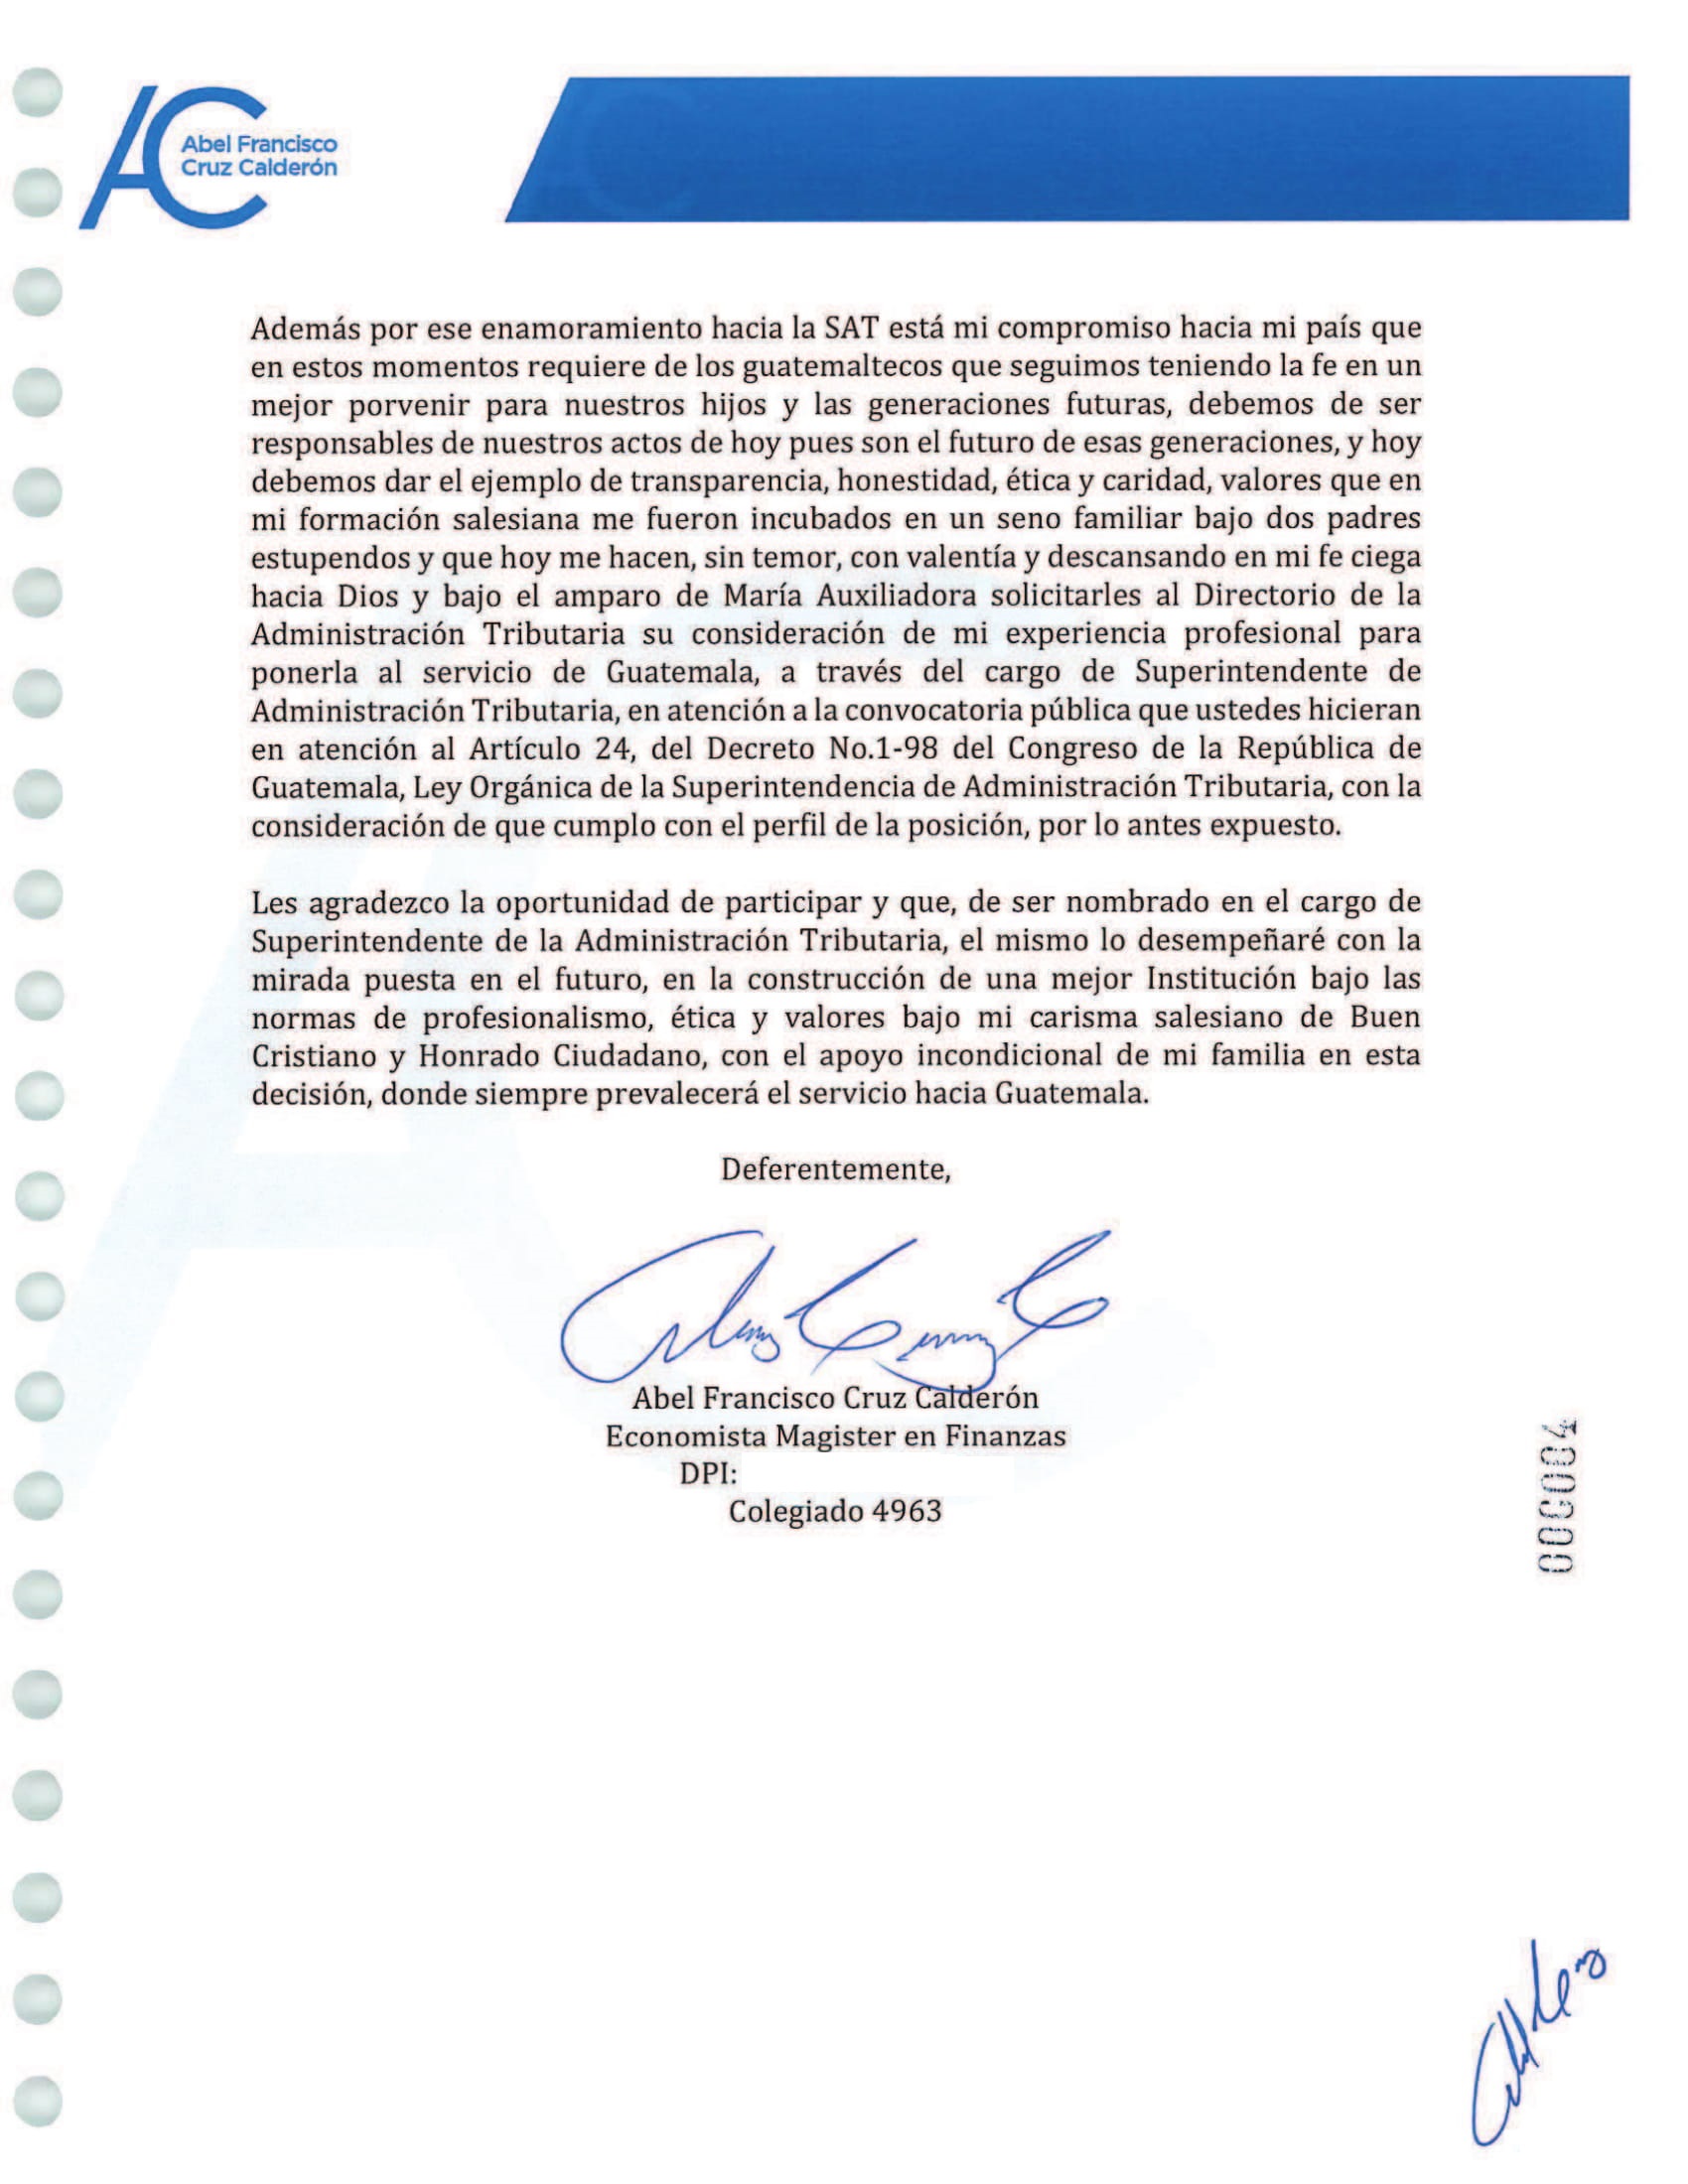 Abel Francisco
Cruz Calderón
Además por ese enamoramiento hacia la SAT está mi compromiso hacia mi país que
en estos momentos requiere de los guatemaltecos que seguimos teniendo la fe en un
mejor porvenir para nuestros hijos y las generaciones futuras, debemos de ser
responsables de nuestros actos de hoy pues son el futuro de esas generaciones, y hoy
debemos dar el ejemplo de transparencia, honestidad, ética y caridad, valores que en
mi formación salesiana me fueron incubados en un seno familiar bajo dos padres
estupendos y que hoy me hacen, sin temor, con valentía y descansando en mi fe ciega
hacia Dios y bajo el amparo de María Auxiliadora solicitarles al Directorio de la
Administración Tributaria su consideración de mi experiencia profesional para
ponerla al servicio de Guatemala, a través del cargo de Superintendente de
Administración Tributaria, en atención a la convocatoria pública que ustedes hicieran
en atención al Artículo 24, del Decreto No.1-98 del Congreso de la República de
Guatemala, Ley Orgánica de la Superintendencia de Administración Tributaria, con la
consideración de que cumplo con el perfil de la posición, por lo antes expuesto.
Les agradezco la oportunidad de participar y que, de ser nombrado en el cargo de
Superintendente de la Administración Tributaria, el mismo lo desempeñaré con la
mirada puesta en el futuro, en la construcción de una mejor Institución bajo las
normas de profesionalismo, ética y valores bajo mi carisma salesiano de Buen
Cristiano y Honrado Ciudadano, con el apoyo incondicional de mi familia en esta
decisión, donde siempre prevalecerá el servicio hacia Guatemala.
Deferentemente,
Abel Francisco Cruz Calderón
Economista Magister en Finanzas
DPI:
Colegiado 4963
000004